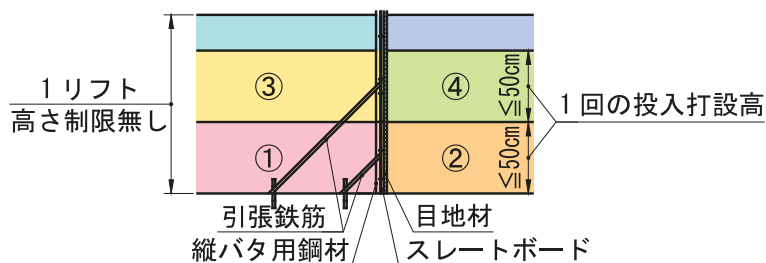 1リフト
高さ制限無し
③
④
①
②
≦50cm
≦50cm
1回の投入打設高
引張鉄筋
縦バタ用鋼材
目地材
スレートボード